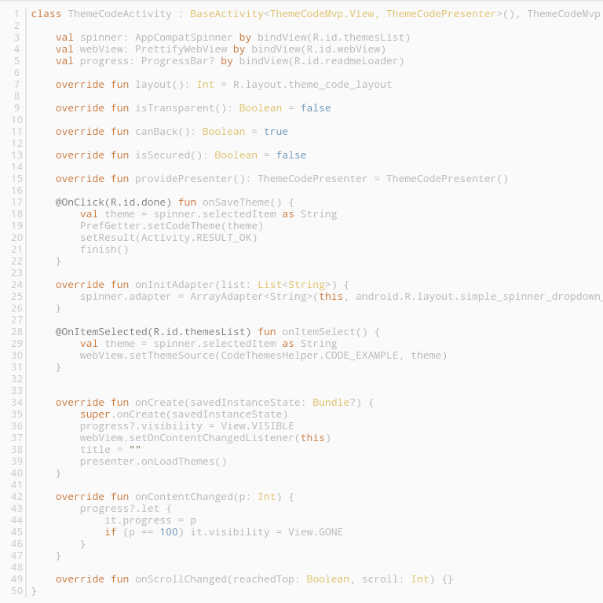 1 class ThemeCodeActivity : BaseActivity<ThemeCodeMvp.View, ThemeCodePresenter>(), ThemeCodeMvp
2
3 val spinner: AppCompatSpinner by bindView(R.id.themesList)
4 val webView: PrettifyWebView by bindView(R.id.webView)
5 val progress: ProgressBar? by bindView(R.id.readmeLoader)
6
7 override fun layout(): Int = R.layout.theme_code_layout
8
9 override fun isTransparent(): Boolean = false
10
11 override fun canBack(): Boolean = true
12
13 override fun isSecured(): Boolean = false
14
15 override fun providePresenter(): ThemeCodePresenter = ThemeCodePresenter()
16
17 @OnClick(R.id.done) fun onSaveTheme() {
18 val theme = spinner.selectedItem as String
19 PrefGetter.setCodeTheme(theme)
20 setResult(Activity.RESULT_OK)
21 finish()
22 }
23
24 override fun onInitAdapter(list: List<String>) {
25 spinner.adapter = ArrayAdapter<String>(this, android.R.layout.simple_spinner_dropdown_
26 }
27
28 @OnItemSelected(R.id.themesList) fun onItemSelect() {
29 val theme = spinner.selectedItem as String
30 webView.setThemeSource(CodeThemesHelper.CODE_EXAMPLE, theme)
31 }
32
33
34 override fun onCreate(savedInstanceState: Bundle?) {
35 super.onCreate(savedInstanceState)
36 progress?.visibility = View.VISIBLE
37 webView.setOnContentChangedListener(this)
38 title = ""
39 presenter.onLoadThemes()
40 }
41
42 override fun onContentChanged(p: Int) {
43 progress?.let {
44 it.progress = p
45 if (p == 100) it.visibility = View.GONE
46 }
47 }
48
49 override fun onScrollChanged(reachedTop: Boolean, scroll: Int) {}
50 }